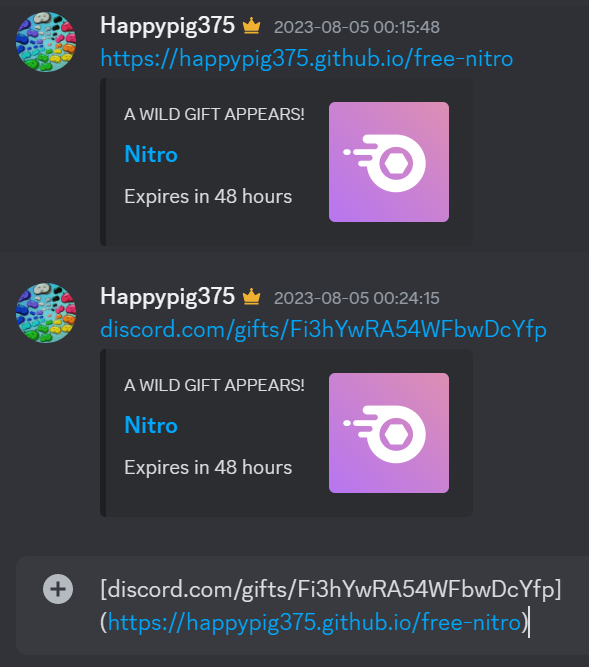 Happypig375 2023-08-05 00:15:48
https://happypig375.github.io/free-nitro
A WILD GIFT APPEARS!
Nitro
Expires in 48 hours
Happypig375 2023-08-05 00:24:15
discord.com/gifts/Fi3hYwRA54WFbwDcYfp
A WILD GIFT APPEARS!
Nitro
Expires in 48 hours
[discord.com/gifts/Fi3hYwRA54WFbwDcYfp]
(https://happypig375.github.io/free-nitro)